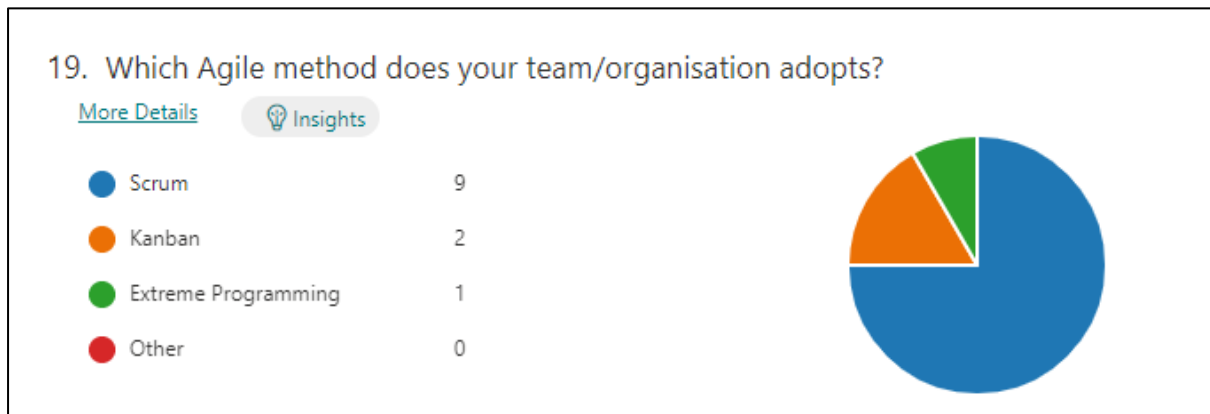 19. Which Agile method does your team/organisation adopts?
More Details
Insights
Scrum 9
Kanban 2
Extreme Programming 1
Other 0